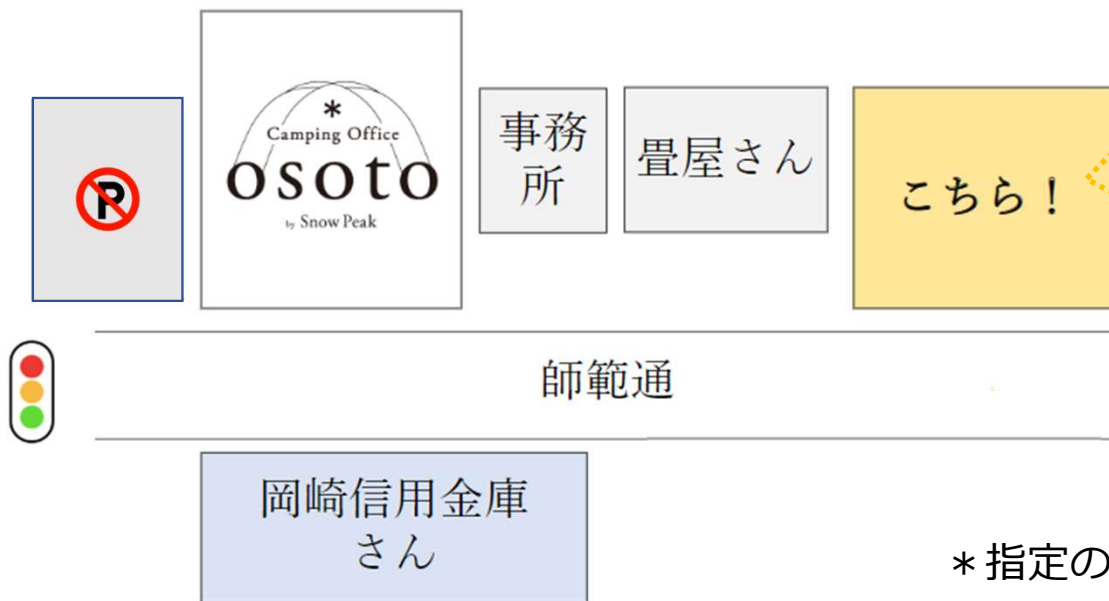 P
*
Camping Office
osoto
by Snow Peak
事務
所
畳屋さん
こちら！
師範通
岡崎信用金庫
さん
＊指定の